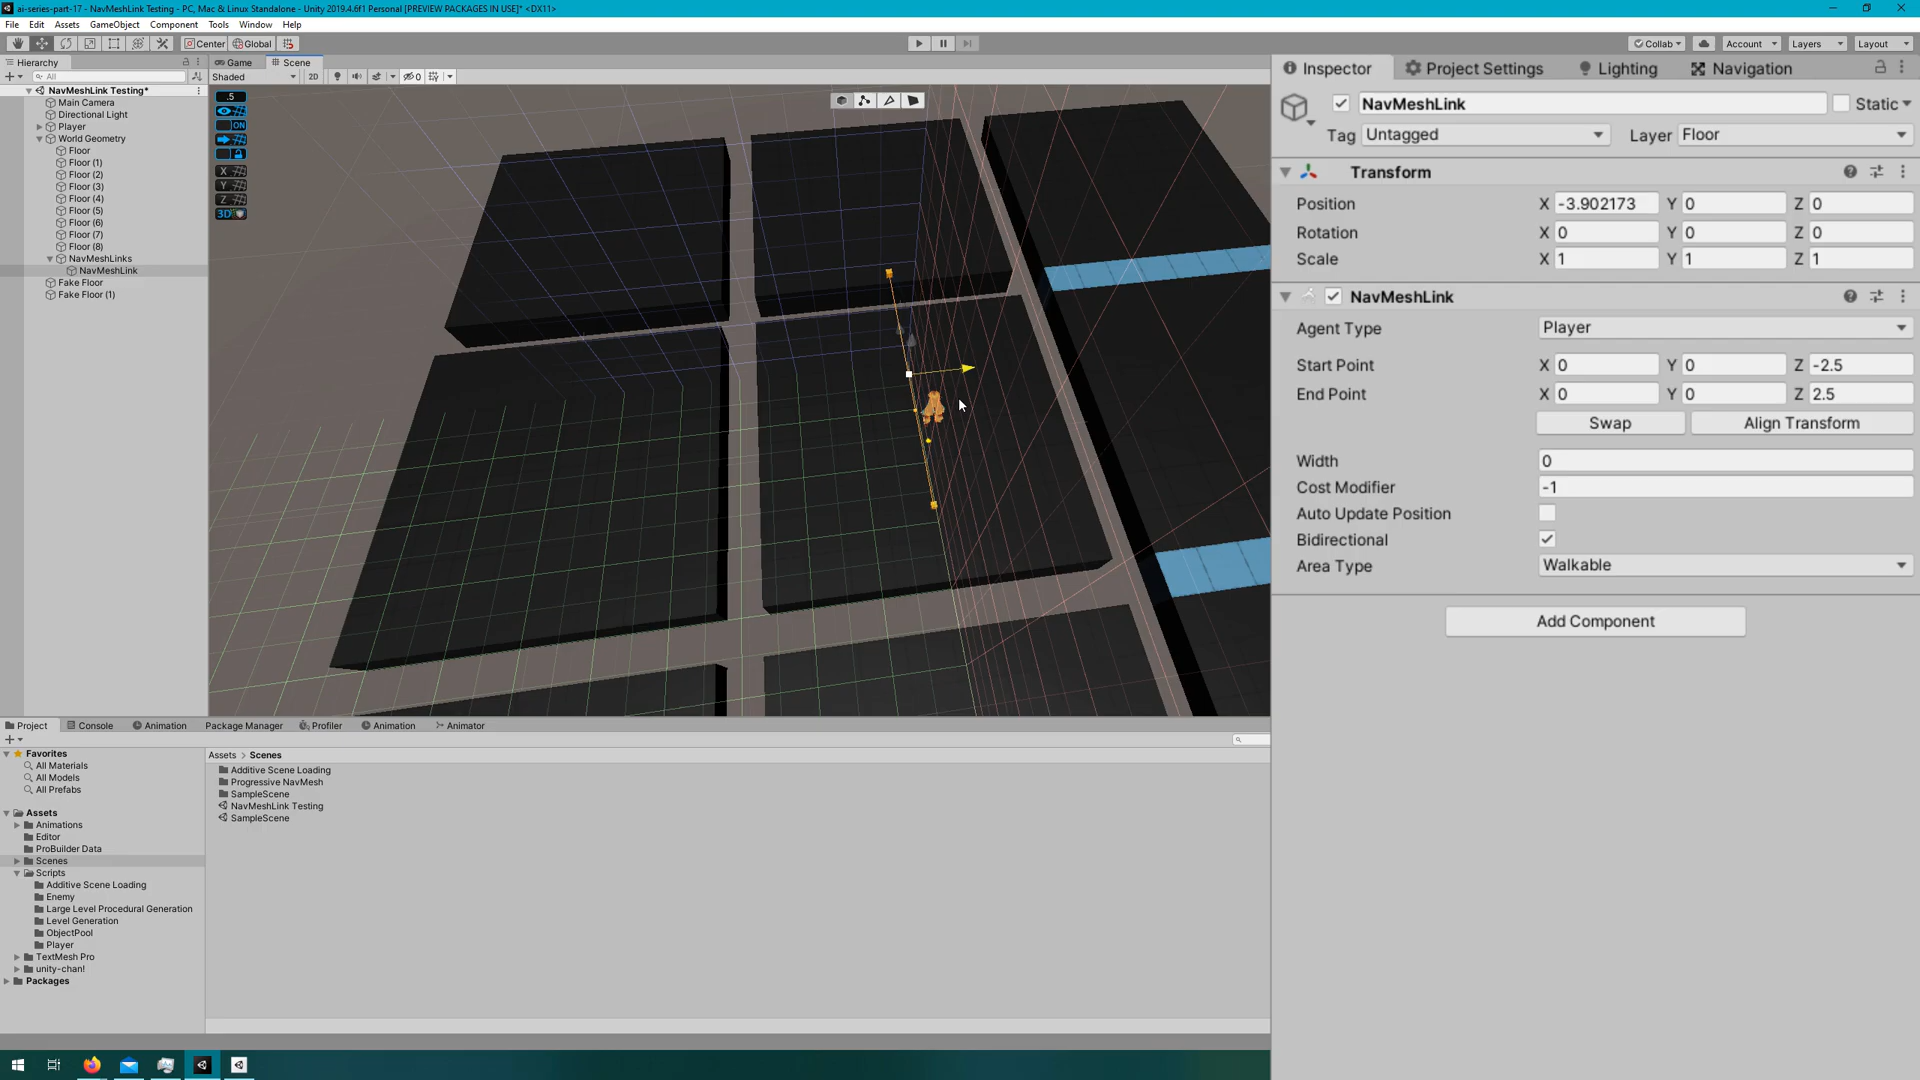 ai-series-part-17 - NavMeshLink Testing - PC, Mac & Linux Standalone - Unity 2019.4.6f1 Personal [PREVIEW PACKAGES IN USE]* <DX11>
File Edit Assets GameObject Component Tools Window Help
Center Global Collab Account Layers Layout
Hierarchy
All
NavMeshLink Testing*
Main Camera
Directional Light
Player
World Geometry
Floor
Floor (1)
Floor (2)
Floor (3)
Floor (4)
Floor (5)
Floor (6)
Floor (7)
Floor (8)
NavMeshLinks
NavMeshLink
Fake Floor
Fake Floor (1)
Game Scene
Shaded 2D 0
.5
ON
X
Y
Z
3D
Inspector Project Settings Lighting Navigation
NavMeshLink Static
Tag Untagged Layer Floor
Transform
Position X -3.902173 Y 0 Z 0
Rotation X 0 Y 0 Z 0
Scale X 1 Y 1 Z 1
NavMeshLink
Agent Type Player
Start Point X 0 Y 0 Z -2.5
End Point X 0 Y 0 Z 2.5
Swap Align Transform
Width 0
Cost Modifier -1
Auto Update Position
Bidirectional
Area Type Walkable
Add Component
Project Console Animation Package Manager Profiler Animation Animator
Favorites
All Materials
All Models
All Prefabs
Assets
Animations
Editor
ProBuilder Data
Scenes
Scripts
Additive Scene Loading
Enemy
Large Level Procedural Generation
Level Generation
ObjectPool
Player
TextMesh Pro
unity-chan!
Packages
Assets > Scenes
Additive Scene Loading
Progressive NavMesh
SampleScene
NavMeshLink Testing
SampleScene